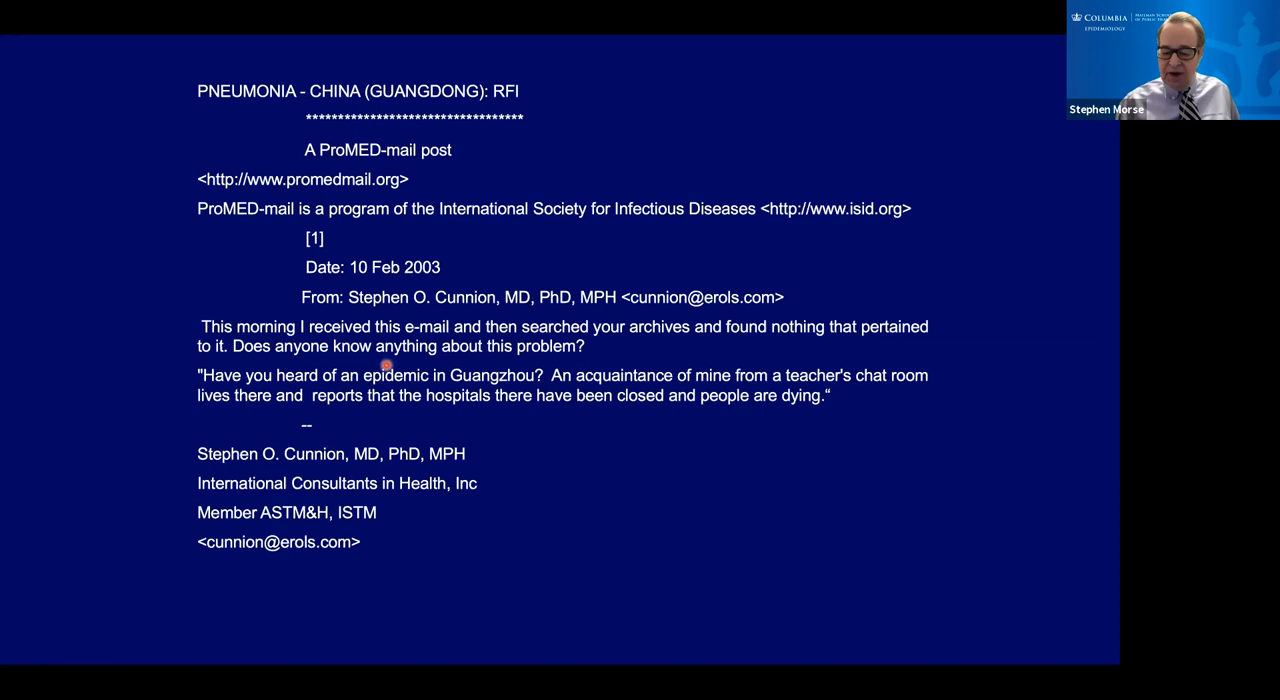 COLUMBIA | MAILMAN SCHOOL
OF PUBLIC
EPIDEMIOLOGY
Stephen Morse
PNEUMONIA - CHINA (GUANGDONG): RFI
**********************************
A ProMED-mail post
<http://www.promedmail.org>
ProMED-mail is a program of the International Society for Infectious Diseases <http://www.isid.org>
[1]
Date: 10 Feb 2003
From: Stephen O. Cunnion, MD, PhD, MPH <cunnion@erols.com>
This morning I received this e-mail and then searched your archives and found nothing that pertained
to it. Does anyone know anything about this problem?
"Have you heard of an epidemic in Guangzhou?  An acquaintance of mine from a teacher's chat room
lives there and  reports that the hospitals there have been closed and people are dying.“
--
Stephen O. Cunnion, MD, PhD, MPH
International Consultants in Health, Inc
Member ASTM&H, ISTM
<cunnion@erols.com>